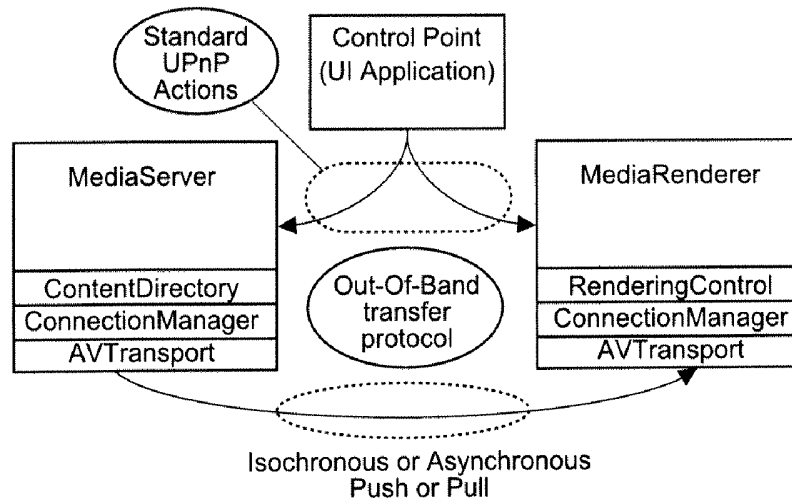 Standard
UPnP
Actions
Control Point
(UI Application)
MediaServer
MediaRenderer
ContentDirectory
ConnectionManager
AVTransport
Out-Of-Band
transfer
protocol
RenderingControl
ConnectionManager
AVTransport
Isochronous or Asynchronous
Push or Pull